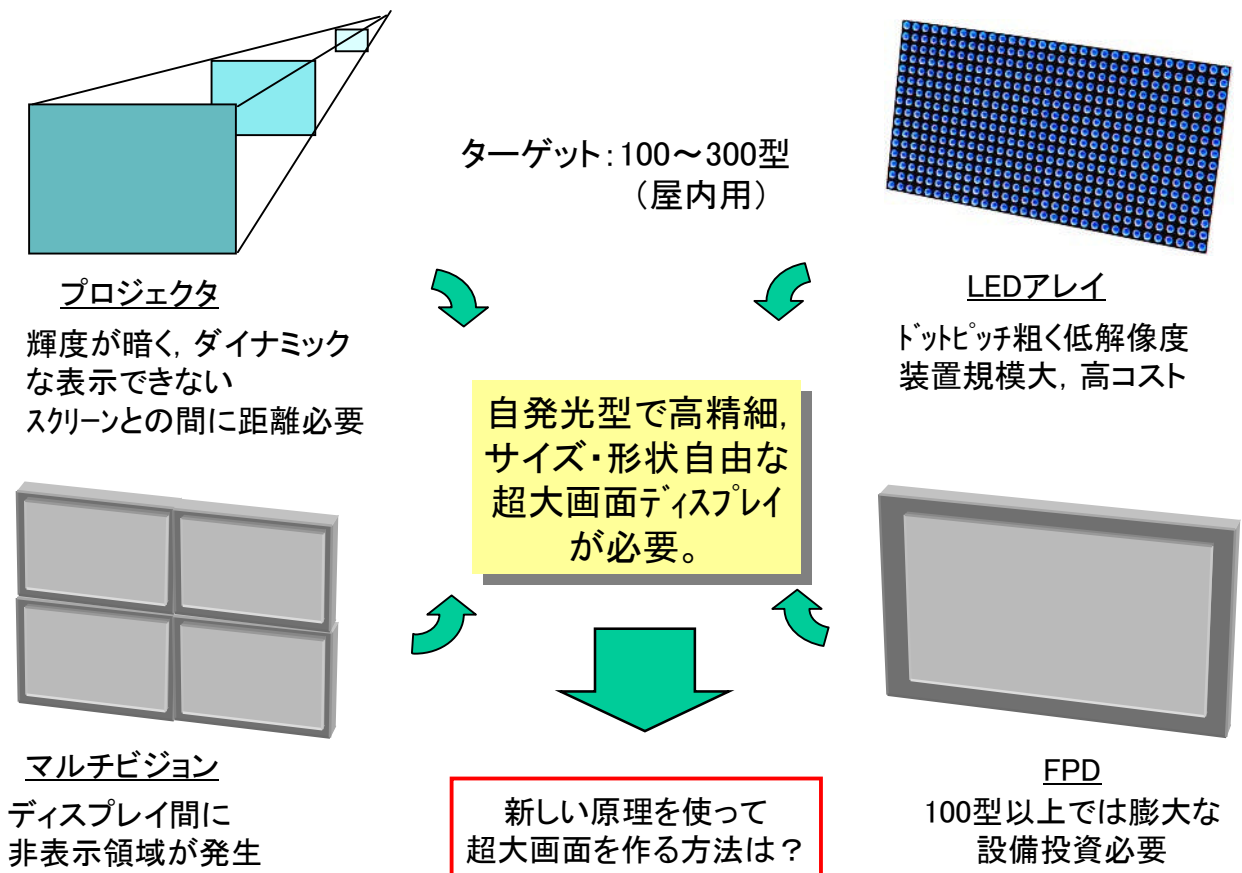 ターゲット：100～300型
（屋内用）
プロジェクタ
輝度が暗く，ダイナミック
な表示できない
スクリーンとの間に距離必要
LEDアレイ
ドットピッチ粗く低解像度
装置規模大，高コスト
自発光型で高精細，
サイズ・形状自由な
超大画面ディスプレイ
が必要。
マルチビジョン
ディスプレイ間に
非表示領域が発生
FPD
100型以上では膨大な
設備投資必要
新しい原理を使って
超大画面を作る方法は？